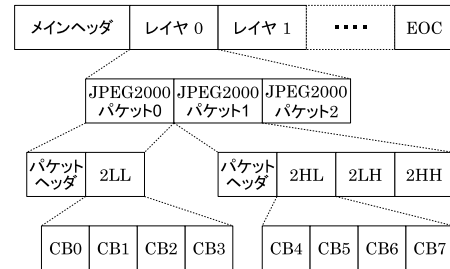 メインヘッダ レイヤ 0 レイヤ 1 ････ EOC
JPEG2000 JPEG2000 JPEG2000
パケット0 パケット1 パケット2
パケット
ヘッダ 2LL
パケット
ヘッダ 2HL 2LH 2HH
CB0 CB1 CB2 CB3 CB4 CB5 CB6 CB7